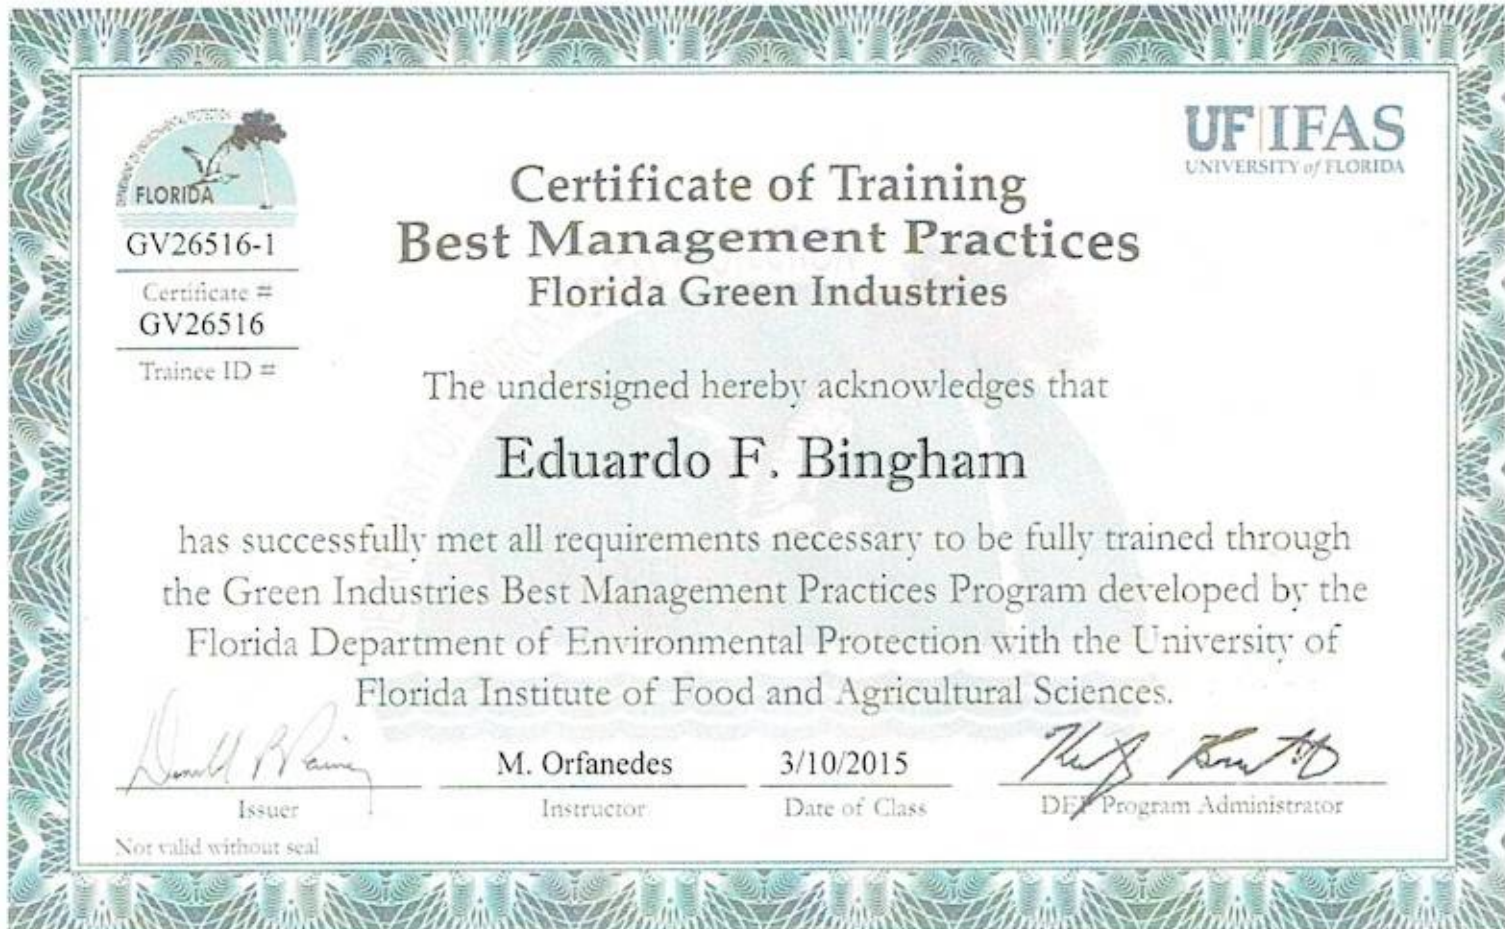 DEPARTMENT OF ENVIRONMENTAL PROTECTION
FLORIDA
UF|IFAS
UNIVERSITY of FLORIDA
GV26516-1
Certificate #
GV26516
Trainee ID #
Certificate of Training
Best Management Practices
Florida Green Industries
The undersigned hereby acknowledges that
Eduardo F. Bingham
has successfully met all requirements necessary to be fully trained through
the Green Industries Best Management Practices Program developed by the
Florida Department of Environmental Protection with the University of
Florida Institute of Food and Agricultural Sciences.
M. Orfanedes
3/10/2015
Issuer
Instructor
Date of Class
DEP Program Administrator
Not valid without seal